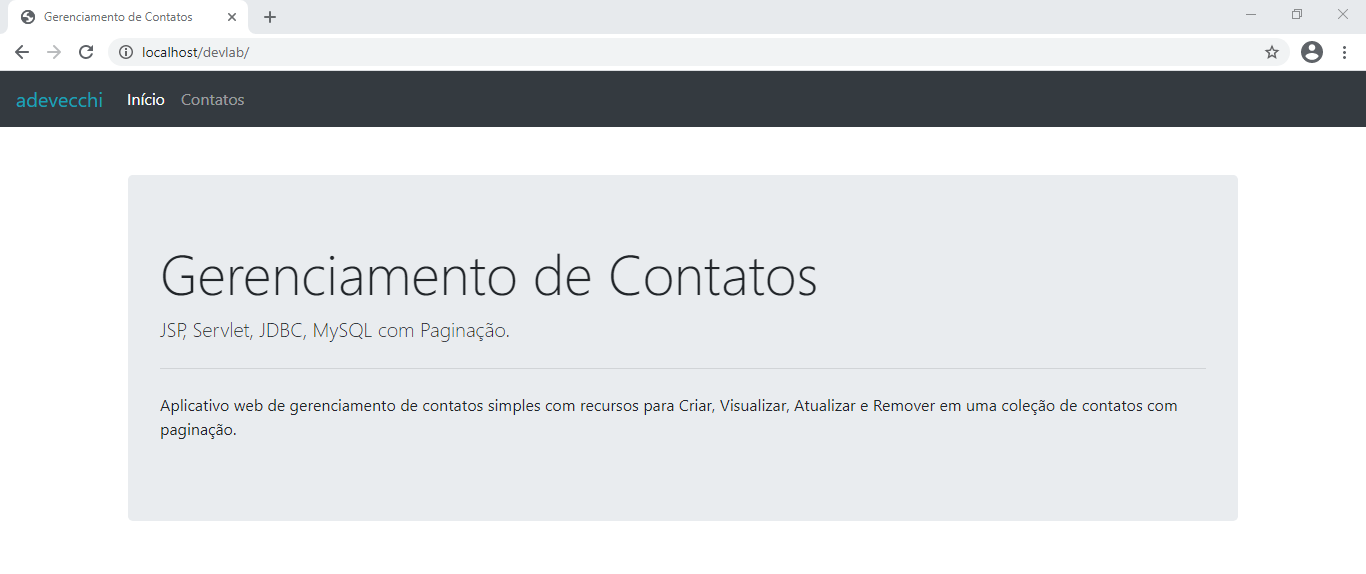 Gerenciamento de Contatos
localhost/devlab/
adevecchi Início Contatos
Gerenciamento de Contatos
JSP, Servlet, JDBC, MySQL com Paginação.
Aplicativo web de gerenciamento de contatos simples com recursos para Criar, Visualizar, Atualizar e Remover em uma coleção de contatos com
paginação.